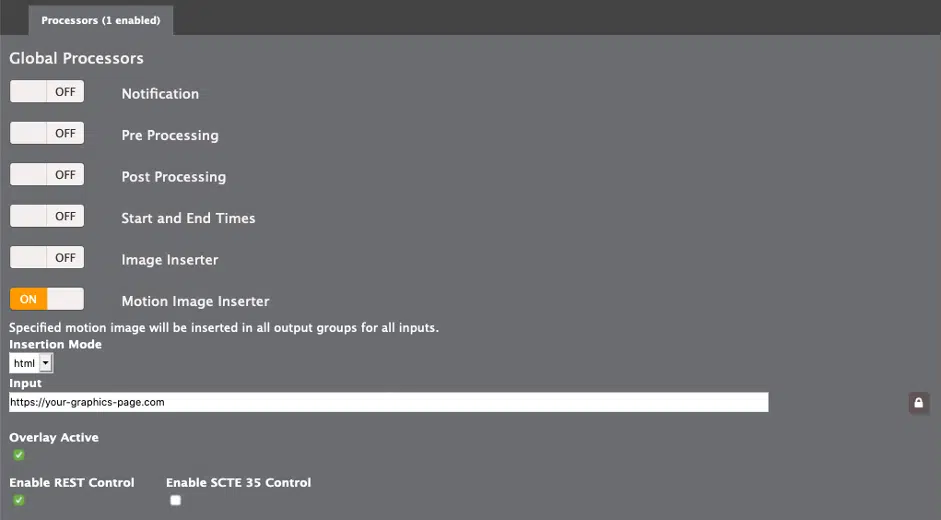 Processors (1 enabled)
Global Processors
OFF Notification
OFF Pre Processing
OFF Post Processing
OFF Start and End Times
OFF Image Inserter
ON Motion Image Inserter
Specified motion image will be inserted in all output groups for all inputs.
Insertion Mode
html
Input
https://your-graphics-page.com
Overlay Active
Enable REST Control Enable SCTE 35 Control